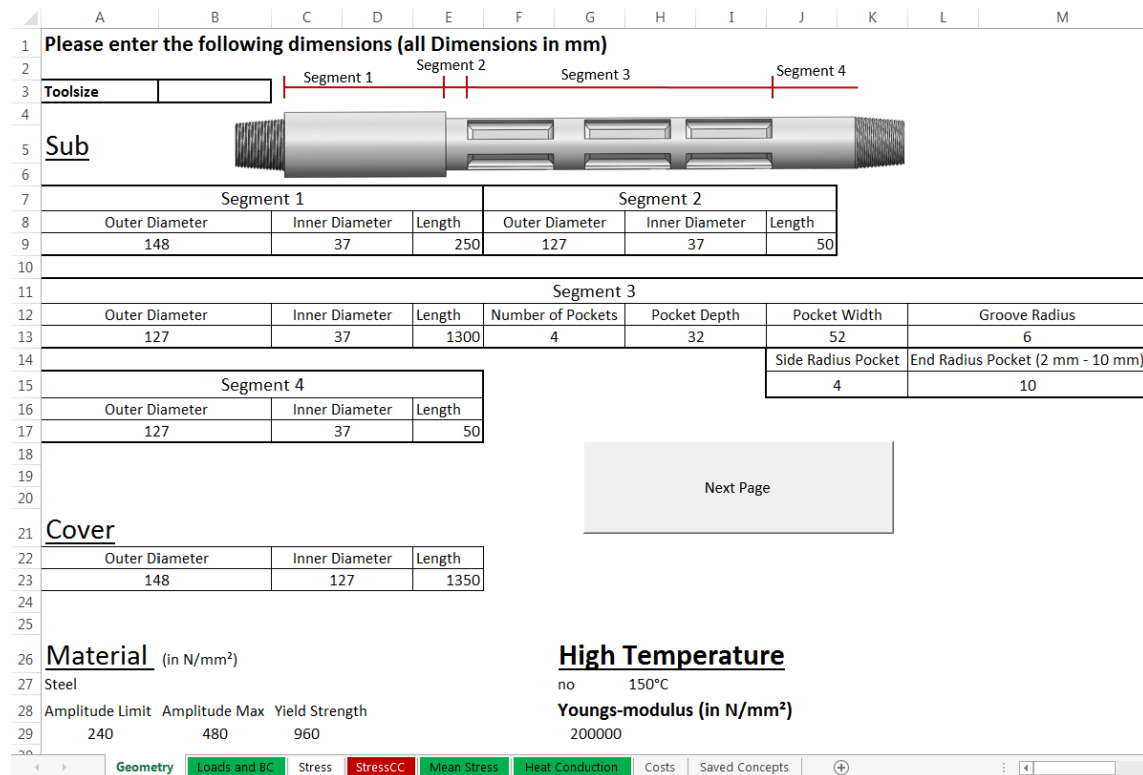 A B C D E F G H I J K L M
1 Please enter the following dimensions (all Dimensions in mm)
2 Segment 1 Segment 2 Segment 3 Segment 4
3 Toolsize
4
5 Sub
6
7 Segment 1 Segment 2
8 Outer Diameter Inner Diameter Length Outer Diameter Inner Diameter Length
9 148 37 250 127 37 50
10
11 Segment 3
12 Outer Diameter Inner Diameter Length Number of Pockets Pocket Depth Pocket Width Groove Radius
13 127 37 1300 4 32 52 6
14 Side Radius Pocket End Radius Pocket (2 mm - 10 mm)
15 Segment 4 4 10
16 Outer Diameter Inner Diameter Length
17 127 37 50
18
19
Next Page
20
21 Cover
22 Outer Diameter Inner Diameter Length
23 148 127 1350
24
25
26 Material (in N/mm²) High Temperature
27 Steel no 150°C
28 Amplitude Limit Amplitude Max Yield Strength Youngs-modulus (in N/mm²)
29 240 480 960 200000
30
Geometry Loads and BC Stress StressCC Mean Stress Heat Conduction Costs Saved Concepts